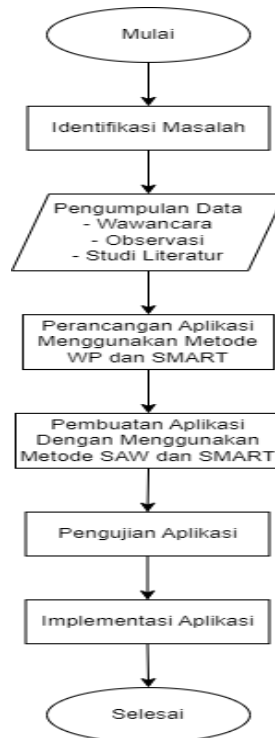 Mulai
Identifikasi Masalah
Pengumpulan Data
- Wawancara
- Observasi
- Studi Literatur
Perancangan Aplikasi
Menggunakan Metode
WP dan SMART
Pembuatan Aplikasi
Dengan Menggunakan
Metode SAW dan SMART
Pengujian Aplikasi
Implementasi Aplikasi
Selesai